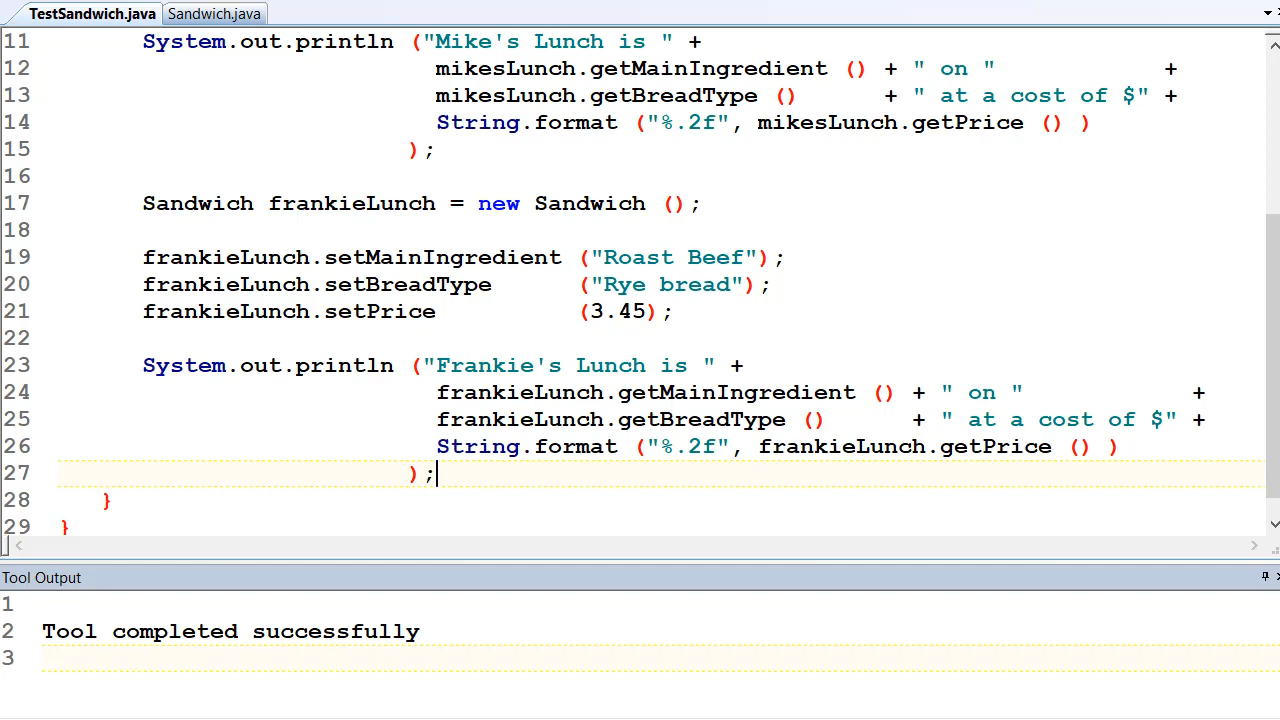 TestSandwich.java Sandwich.java
11 System.out.println ("Mike's Lunch is " +
12 mikesLunch.getMainIngredient () + " on " +
13 mikesLunch.getBreadType () + " at a cost of $" +
14 String.format ("%.2f", mikesLunch.getPrice () )
15 );
16
17 Sandwich frankieLunch = new Sandwich ();
18
19 frankieLunch.setMainIngredient ("Roast Beef");
20 frankieLunch.setBreadType ("Rye bread");
21 frankieLunch.setPrice (3.45);
22
23 System.out.println ("Frankie's Lunch is " +
24 frankieLunch.getMainIngredient () + " on " +
25 frankieLunch.getBreadType () + " at a cost of $" +
26 String.format ("%.2f", frankieLunch.getPrice () )
27 );
28 }
29 }
Tool Output
1
2 Tool completed successfully
3